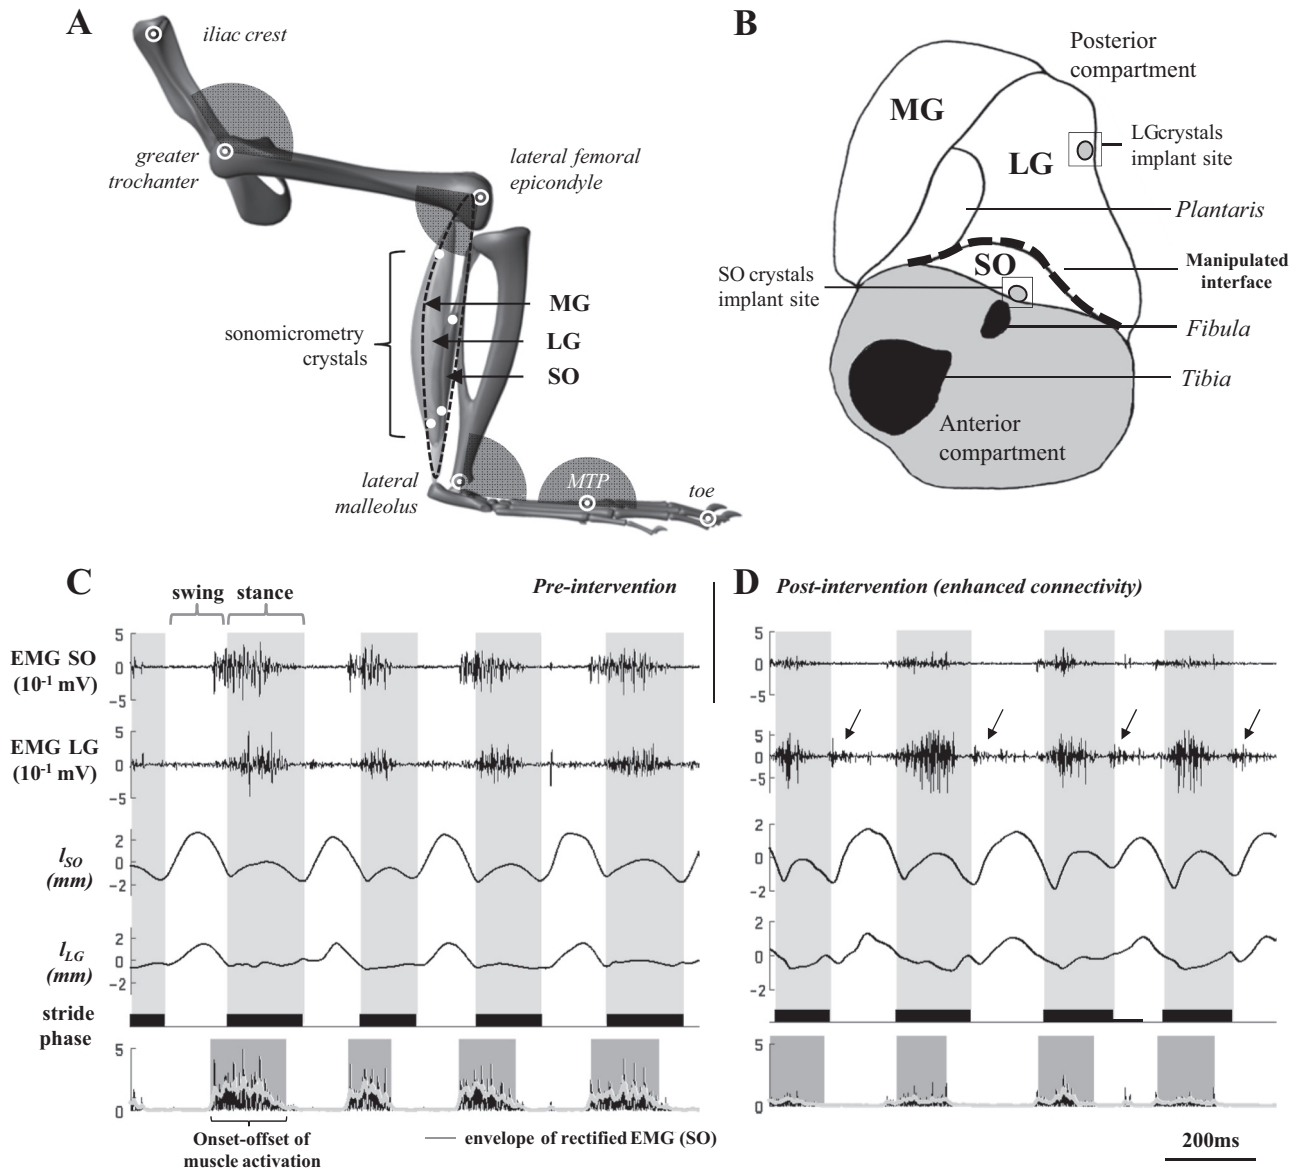 A
iliac crest
greater
trochanter
lateral femoral
epicondyle
sonomicrometry
crystals
MG
LG
SO
lateral
malleolus
MTP
toe
B
Posterior
compartment
MG
LG
LGcrystals
implant site
Plantaris
SO
Manipulated
interface
SO crystals
implant site
Fibula
Tibia
Anterior
compartment
C
Pre-intervention
swing stance
EMG SO
(10-1 mV)
5
0
-5
EMG LG
(10-1 mV)
5
0
-5
lSO
(mm)
2
0
-2
lLG
(mm)
2
0
-2
stride
phase
5
0
Onset-offset of
muscle activation
envelope of rectified EMG (SO)
D
Post-intervention (enhanced connectivity)
5
0
-5
5
0
-5
2
0
-2
2
0
-2
5
0
200ms